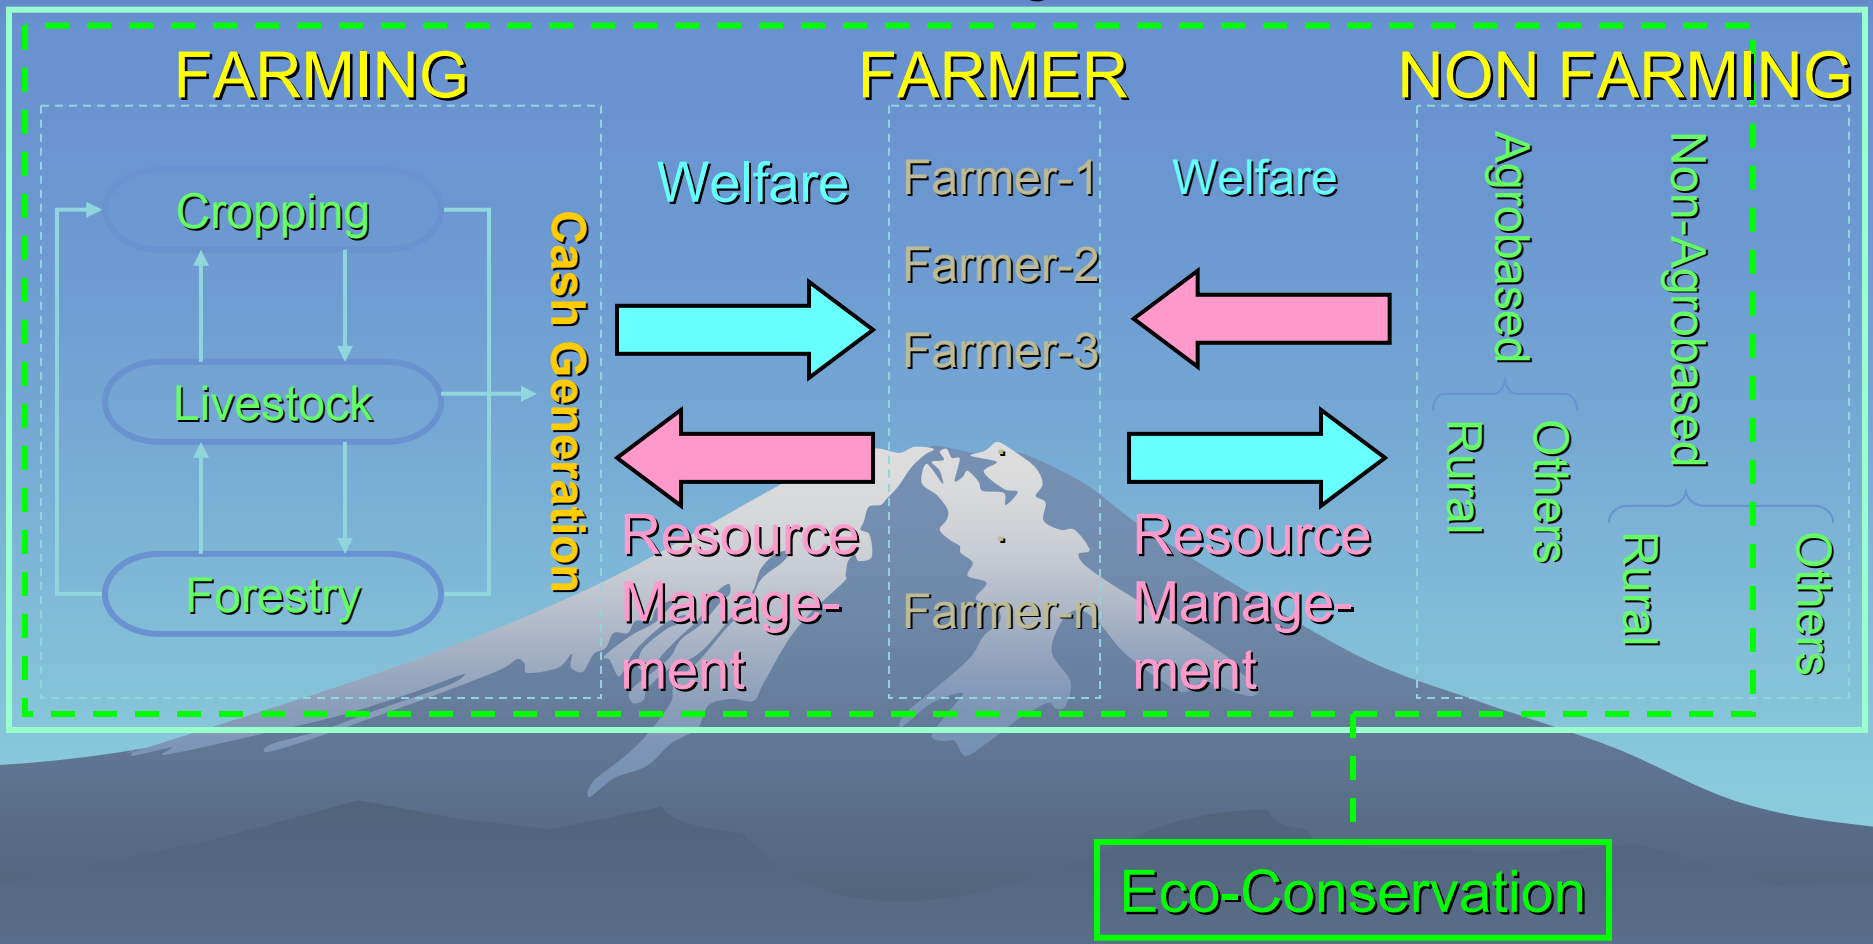 FARMING
Cropping
Livestock
Forestry
Cash Generation
Welfare
Resource
Manage-
ment
FARMER
Farmer-1
Farmer-2
Farmer-3
.
.
Farmer-n
Welfare
Resource
Manage-
ment
NON FARMING
Agrobased
Rural
Others
Non-Agrobased
Rural
Others
Eco-Conservation